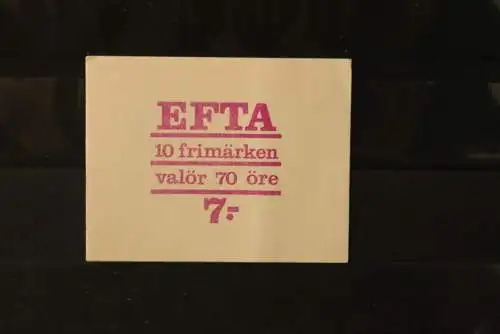 EFTA
10 frimärken
valör 70 öre
7:-